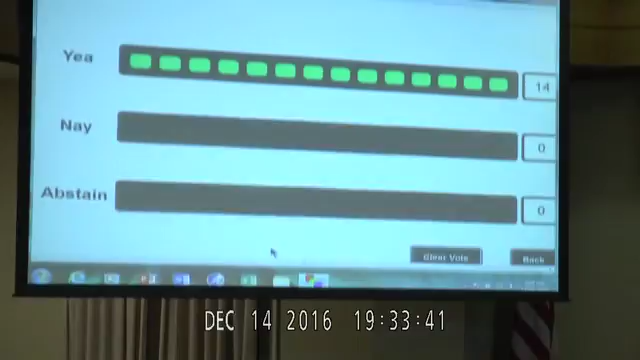 Yea 14
Nay 0
Abstain 0
Clear Vote Back
DEC 14 2016 19:33:41